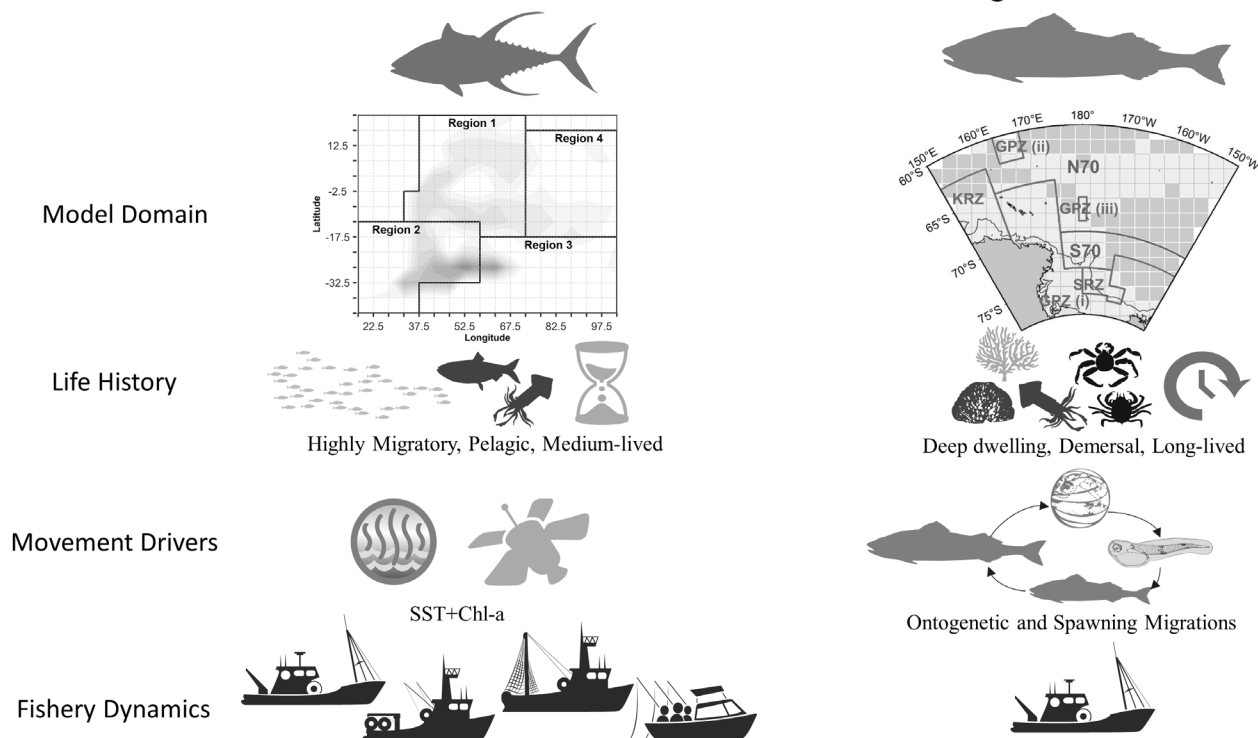 Model Domain
Region 1
Region 4
Region 2
Region 3
Latitude
12.5
-2.5
-17.5
-32.5
22.5 37.5 52.5 67.5 82.5 97.5
Longitude
150°E 160°E 170°E 180° 170°W 160°W 150°W
60°S
65°S
70°S
75°S
GPZ (ii)
N70
KRZ
GPZ (iii)
S70
SRZ
GPZ (i)
Life History
Highly Migratory, Pelagic, Medium-lived
Deep dwelling, Demersal, Long-lived
Movement Drivers
SST+Chl-a
Ontogenetic and Spawning Migrations
Fishery Dynamics